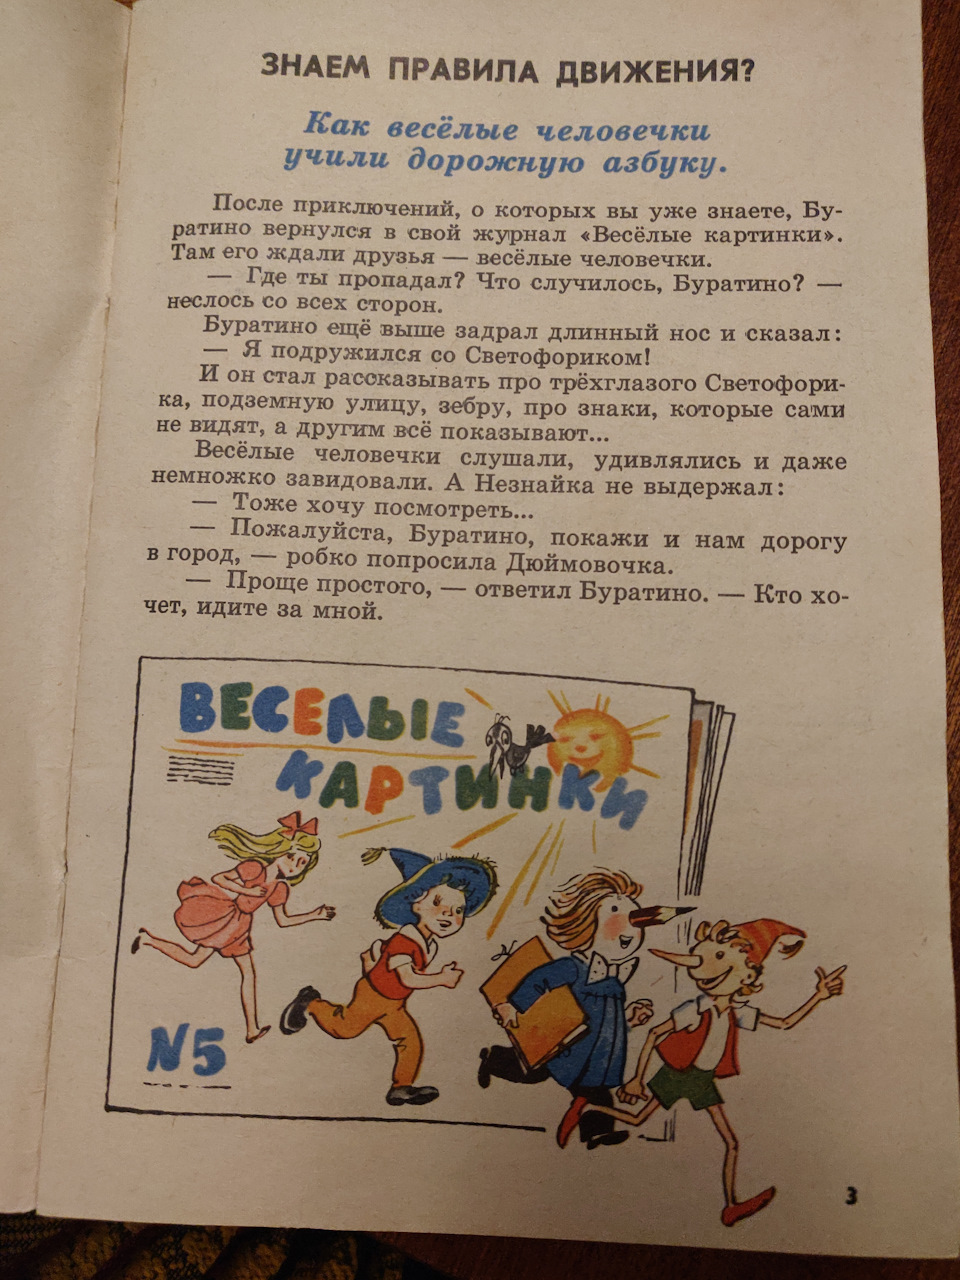 ЗНАЕМ ПРАВИЛА ДВИЖЕНИЯ?
Как весёлые человечки
учили дорожную азбуку.
После приключений, о которых вы уже знаете, Бу-
ратино вернулся в свой журнал «Весёлые картинки».
Там его ждали друзья — весёлые человечки.
— Где ты пропадал? Что случилось, Буратино? —
неслось со всех сторон.
Буратино ещё выше задрал длинный нос и сказал:
— Я подружился со Светофориком!
И он стал рассказывать про трёхглазого Светофори-
ка, подземную улицу, зебру, про знаки, которые сами
не видят, а другим всё показывают...
Весёлые человечки слушали, удивлялись и даже
немножко завидовали. А Незнайка не выдержал:
— Тоже хочу посмотреть...
— Пожалуйста, Буратино, покажи и нам дорогу
в город, — робко попросила Дюймовочка.
— Проще простого, — ответил Буратино. — Кто хо-
чет, идите за мной.
ВЕСЕЛЫЕ
КАРТИНКИ
N5
3